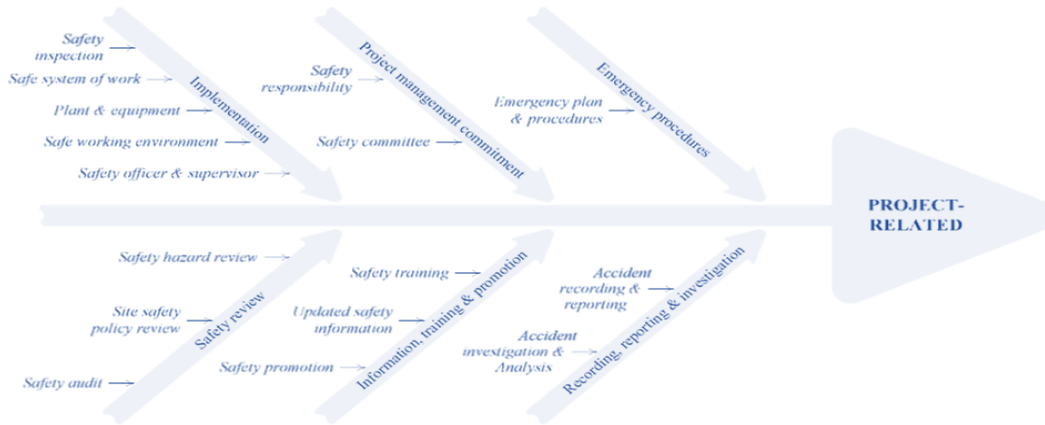 Safety
inspection
Safe system of work
Plant & equipment
Safe working environment
Safety officer & supervisor
Implementation
Safety
responsibility
Safety committee
Project management commitment
Emergency plan
& procedures
Emergency procedures
PROJECT-
RELATED
Safety hazard review
Site safety
policy review
Safety audit
Safety review
Safety training
Updated safety
information
Safety promotion
Information, training & promotion
Accident
recording &
reporting
Accident
investigation &
Analysis
Recording, reporting & investigation